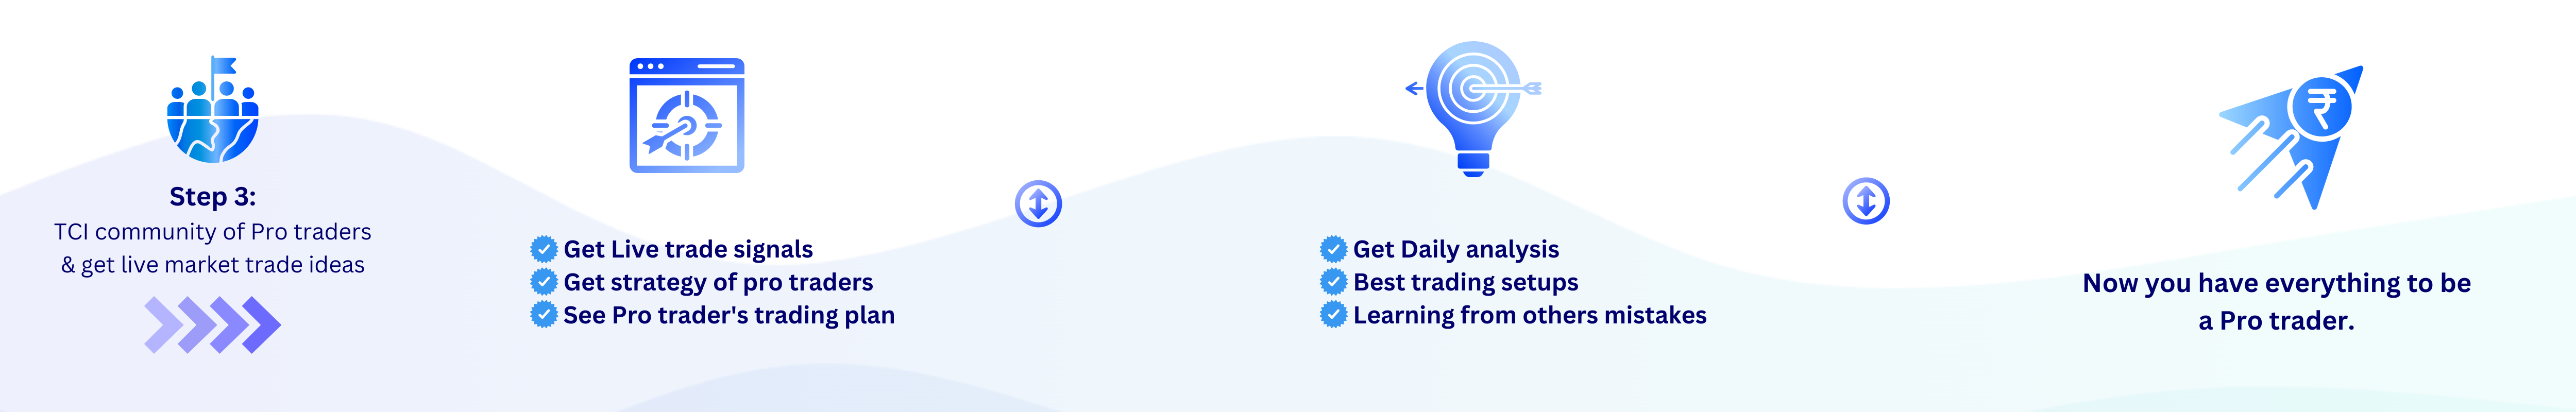 Step 3:
TCI community of Pro traders
& get live market trade ideas
Get Live trade signals
Get strategy of pro traders
See Pro trader's trading plan
Get Daily analysis
Best trading setups
Learning from others mistakes
₹
Now you have everything to be
a Pro trader.